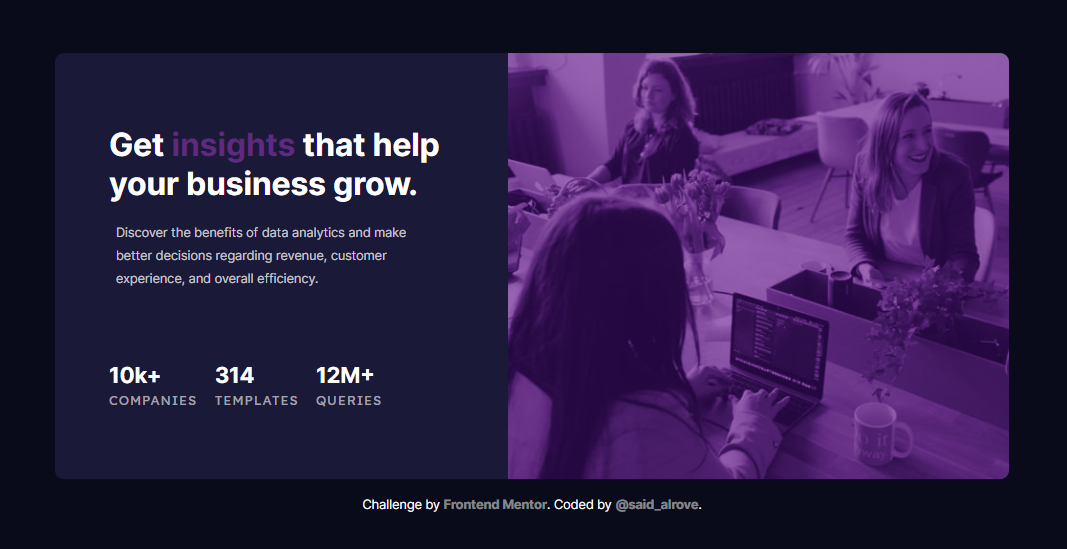 Get insights that help
your business grow.
Discover the benefits of data analytics and make
better decisions regarding revenue, customer
experience, and overall efficiency.
10k+ 314 12M+
COMPANIES TEMPLATES QUERIES
Challenge by Frontend Mentor. Coded by @said_alrove.